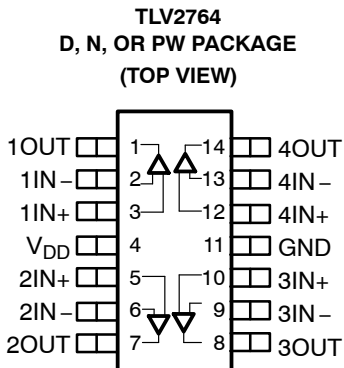 TLV2764
D, N, OR PW PACKAGE
(TOP VIEW)
1OUT 1 14 4OUT
1IN− 2 13 4IN−
1IN+ 3 12 4IN+
VDD 4 11 GND
2IN+ 5 10 3IN+
2IN− 6 9 3IN−
2OUT 7 8 3OUT